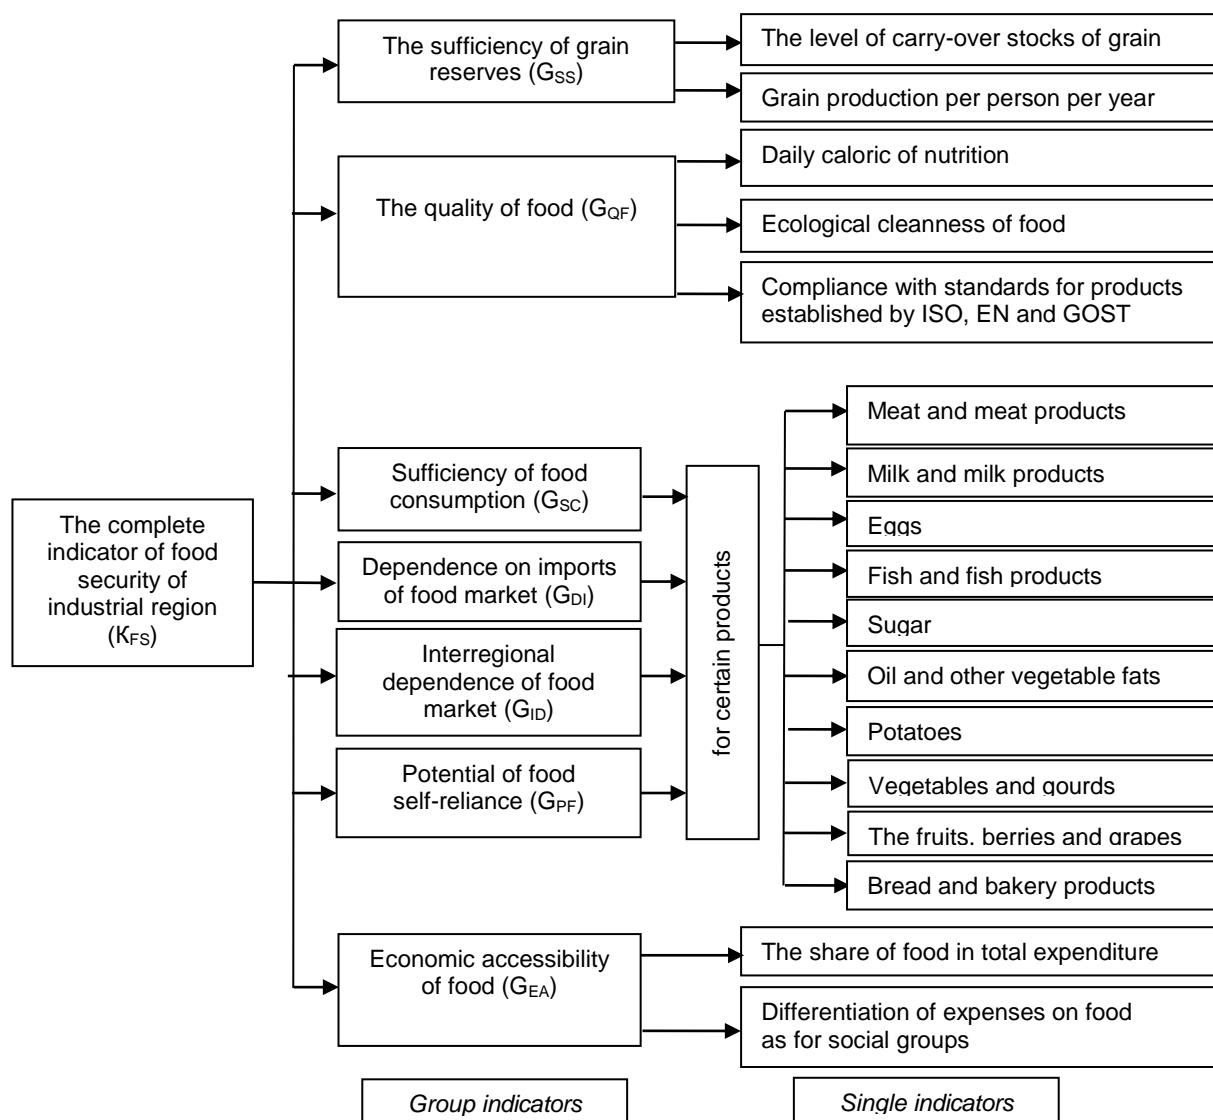 The sufficiency of grain
reserves (GSS)
The level of carry-over stocks of grain
Grain production per person per year
The quality of food (GQF)
Daily caloric of nutrition
Ecological cleanness of food
Compliance with standards for products
established by ISO, EN and GOST
The complete
indicator of food
security of
industrial region
(KFS)
Sufficiency of food
consumption (GSC)
Dependence on imports
of food market (GDI)
Interregional
dependence of food
market (GID)
Potential of food
self-reliance (GPF)
for certain products
Meat and meat products
Milk and milk products
Eggs
Fish and fish products
Sugar
Oil and other vegetable fats
Potatoes
Vegetables and gourds
The fruits, berries and grapes
Bread and bakery products
Economic accessibility
of food (GEA)
The share of food in total expenditure
Differentiation of expenses on food
as for social groups
Group indicators
Single indicators